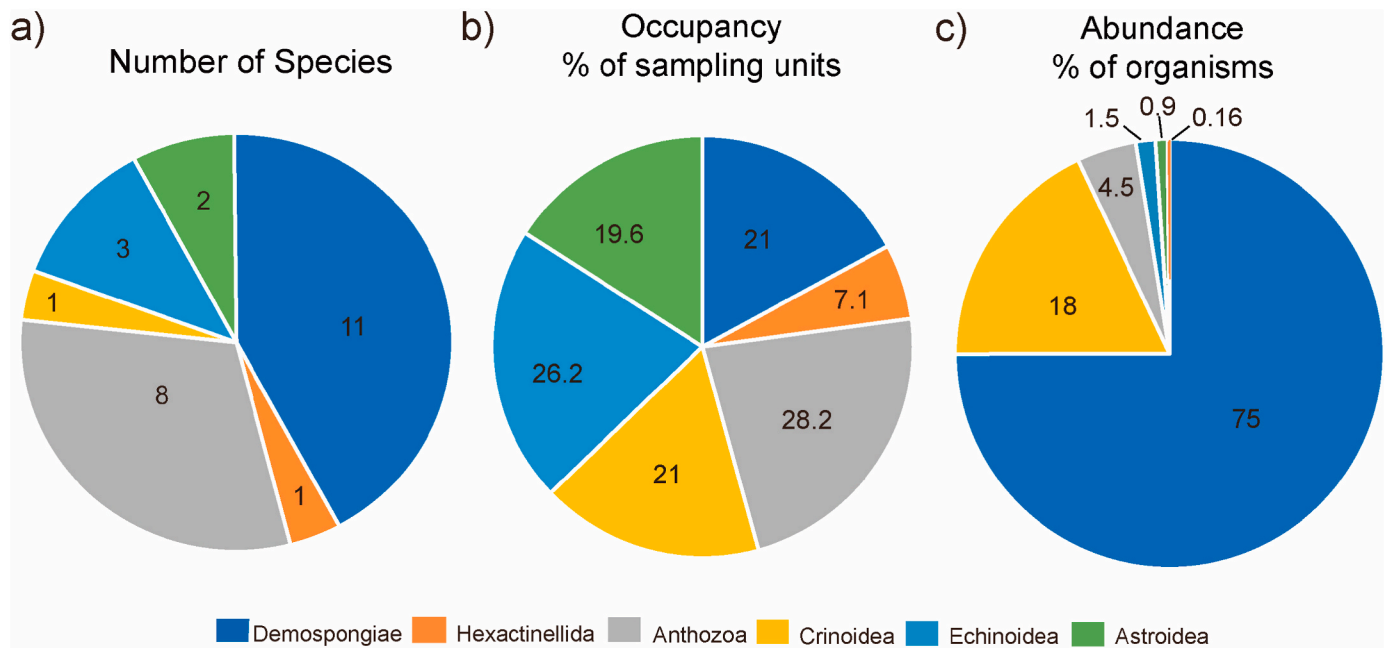 a)
Number of Species
2
3
1
11
8
1
b)
Occupancy
% of sampling units
19.6
21
7.1
26.2
28.2
21
c)
Abundance
% of organisms
1.5
0.9
0.16
4.5
18
75
Demospongiae
Hexactinellida
Anthozoa
Crinoidea
Echinoidea
Astroidea